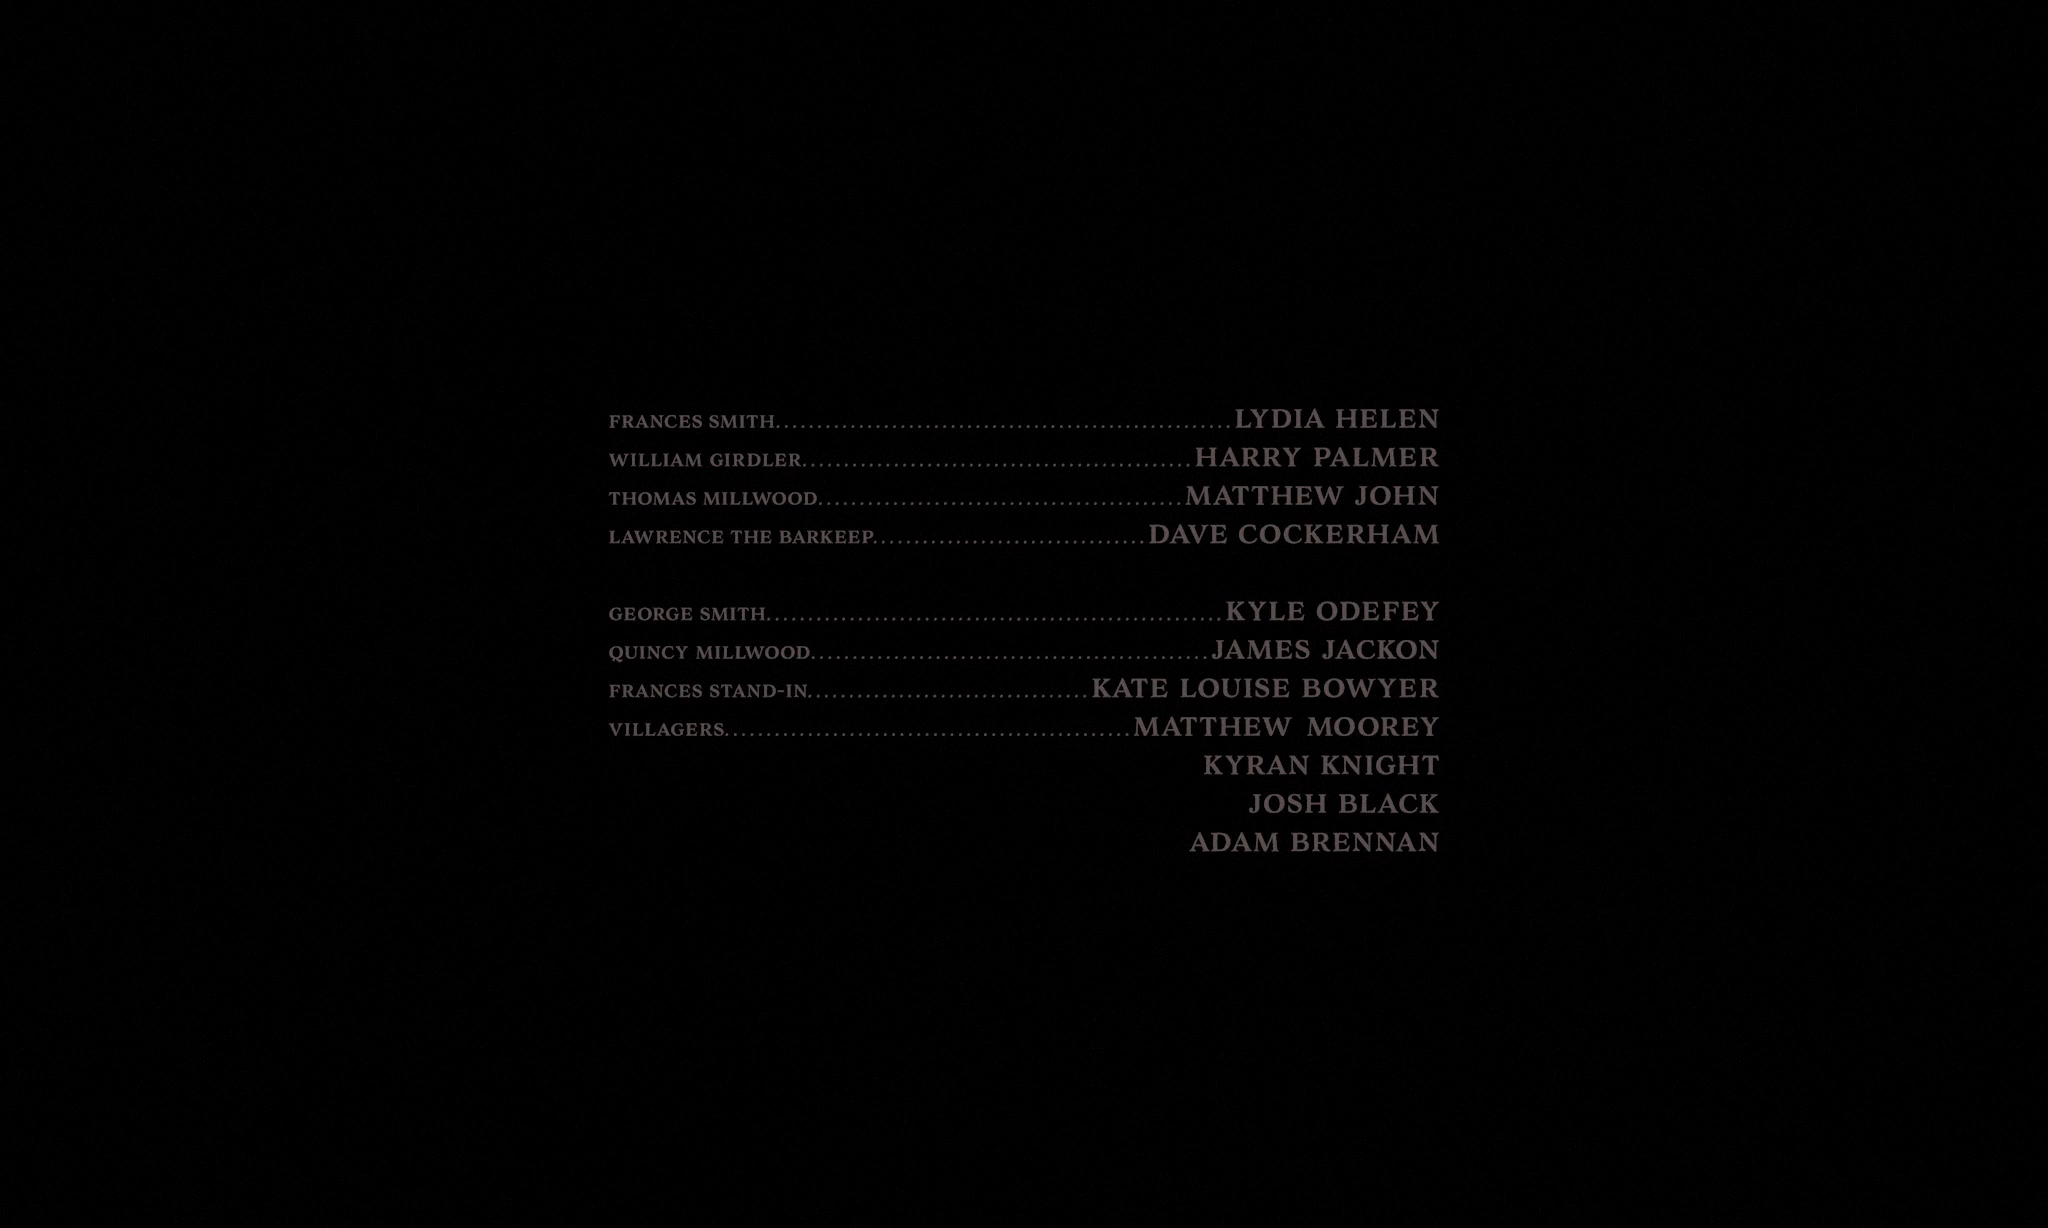 FRANCES SMITH........................................................LYDIA HELEN
WILLIAM GIRDLER................................................HARRY PALMER
THOMAS MILLWOOD.............................................MATTHEW JOHN
LAWRENCE THE BARKEEP.................................DAVE COCKERHAM
GEORGE SMITH........................................................KYLE ODEFEY
QUINCY MILLWOOD.................................................JAMES JACKON
FRANCES STAND-IN..................................KATE LOUISE BOWYER
VILLAGERS..................................................MATTHEW MOOREY
KYRAN KNIGHT
JOSH BLACK
ADAM BRENNAN